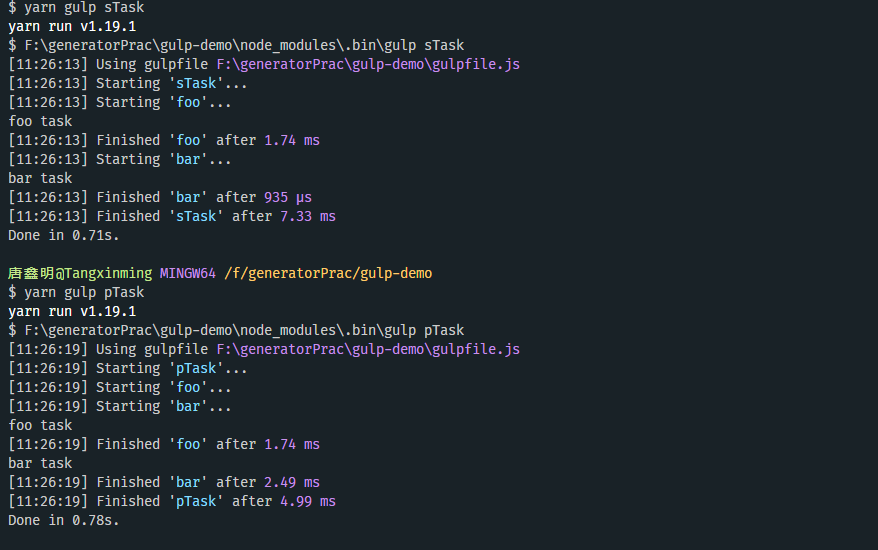 $ yarn gulp sTask
yarn run v1.19.1
$ F:\generatorPrac\gulp-demo\node_modules\.bin\gulp sTask
[11:26:13] Using gulpfile F:\generatorPrac\gulp-demo\gulpfile.js
[11:26:13] Starting 'sTask'...
[11:26:13] Starting 'foo'...
foo task
[11:26:13] Finished 'foo' after 1.74 ms
[11:26:13] Starting 'bar'...
bar task
[11:26:13] Finished 'bar' after 935 μs
[11:26:13] Finished 'sTask' after 7.33 ms
Done in 0.71s.
唐鑫明@Tangxinming MINGW64 /f/generatorPrac/gulp-demo
$ yarn gulp pTask
yarn run v1.19.1
$ F:\generatorPrac\gulp-demo\node_modules\.bin\gulp pTask
[11:26:19] Using gulpfile F:\generatorPrac\gulp-demo\gulpfile.js
[11:26:19] Starting 'pTask'...
[11:26:19] Starting 'foo'...
[11:26:19] Starting 'bar'...
foo task
[11:26:19] Finished 'foo' after 1.74 ms
bar task
[11:26:19] Finished 'bar' after 2.49 ms
[11:26:19] Finished 'pTask' after 4.99 ms
Done in 0.78s.